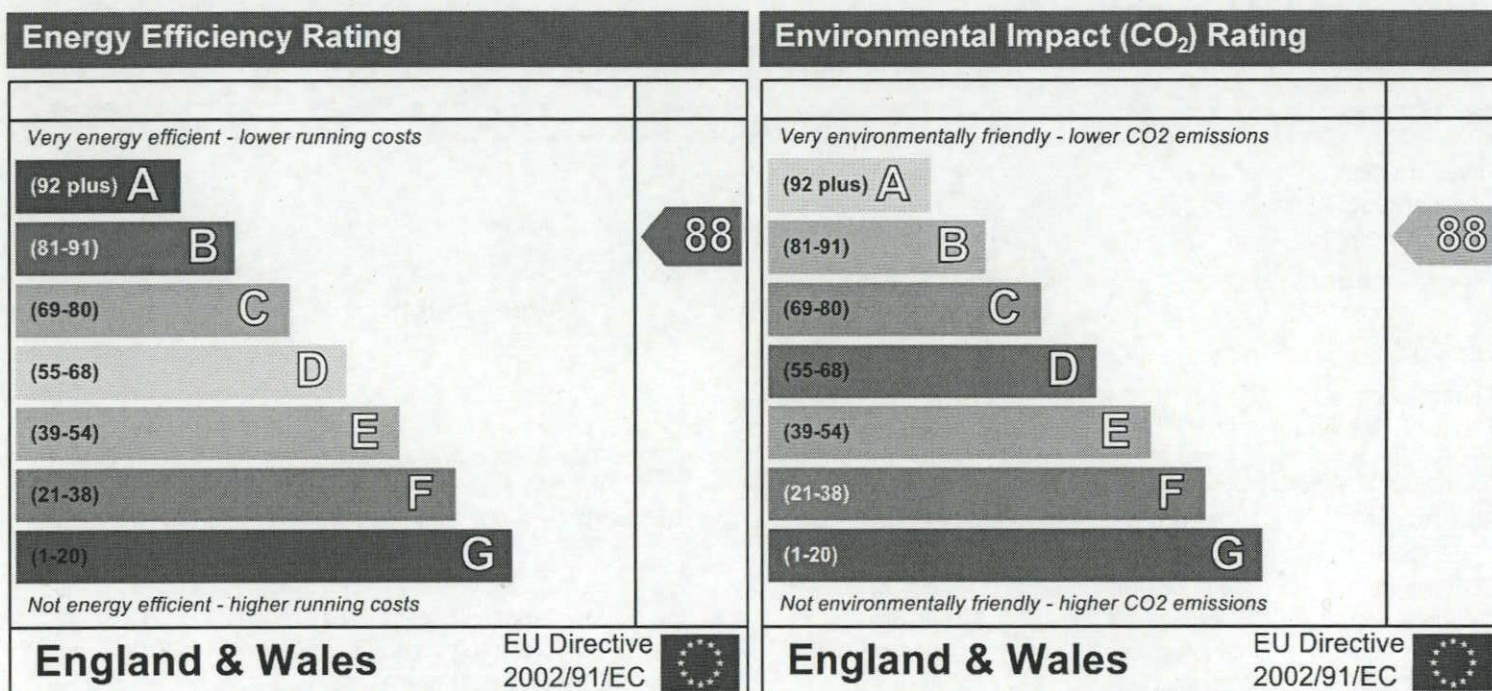 Energy Efficiency Rating
Very energy efficient - lower running costs
(92 plus) A
(81-91) B
(69-80) C
(55-68) D
(39-54) E
(21-38) F
(1-20) G
88
Not energy efficient - higher running costs
England & Wales
EU Directive
2002/91/EC
Environmental Impact (CO₂) Rating
Very environmentally friendly - lower CO2 emissions
(92 plus) A
(81-91) B
(69-80) C
(55-68) D
(39-54) E
(21-38) F
(1-20) G
88
Not environmentally friendly - higher CO2 emissions
England & Wales
EU Directive
2002/91/EC